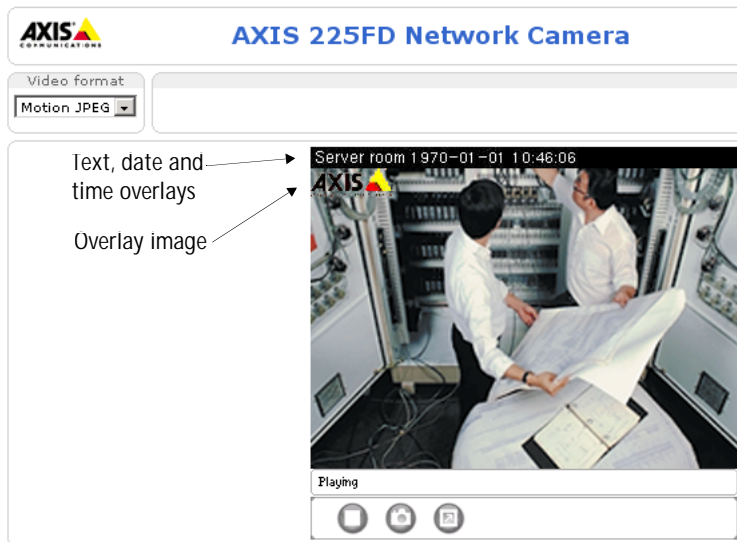 AXIS
COMMUNICATIONS
AXIS 225FD Network Camera
Video format
Motion JPEG
Text, date and
time overlays
Overlay image
Server room 1970-01-01 10:46:06
AXIS
Playing